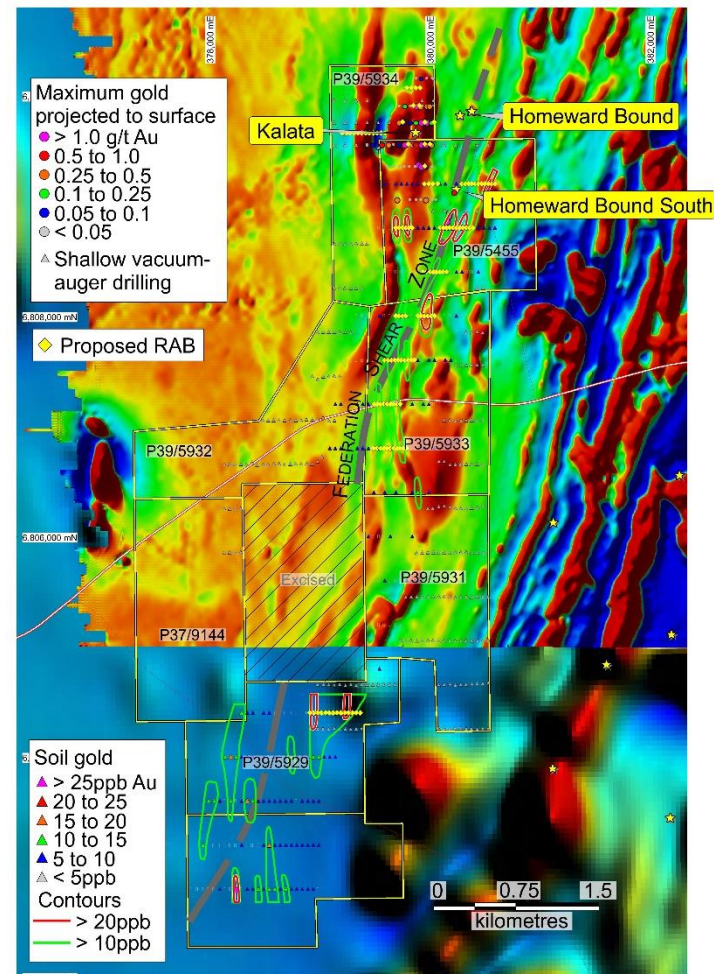 378,000 mE
380,000 mE
382,000 mE
Maximum gold
projected to surface
> 1.0 g/t Au
0.5 to 1.0
0.25 to 0.5
0.1 to 0.25
0.05 to 0.1
< 0.05
Shallow vacuum-
auger drilling
Proposed RAB
P39/5934
Kalata
Homeward Bound
Homeward Bound South
P39/5455
6.808,000 mN
FEDERATION SHEAR ZONE
P39/5932
P39/5933
6.806,000 mN
Excised
P39/5931
P37/9144
P39/5929
Soil gold
> 25ppb Au
20 to 25
15 to 20
10 to 15
5 to 10
< 5ppb
Contours
> 20ppb
> 10ppb
0 0.75 1.5
kilometres